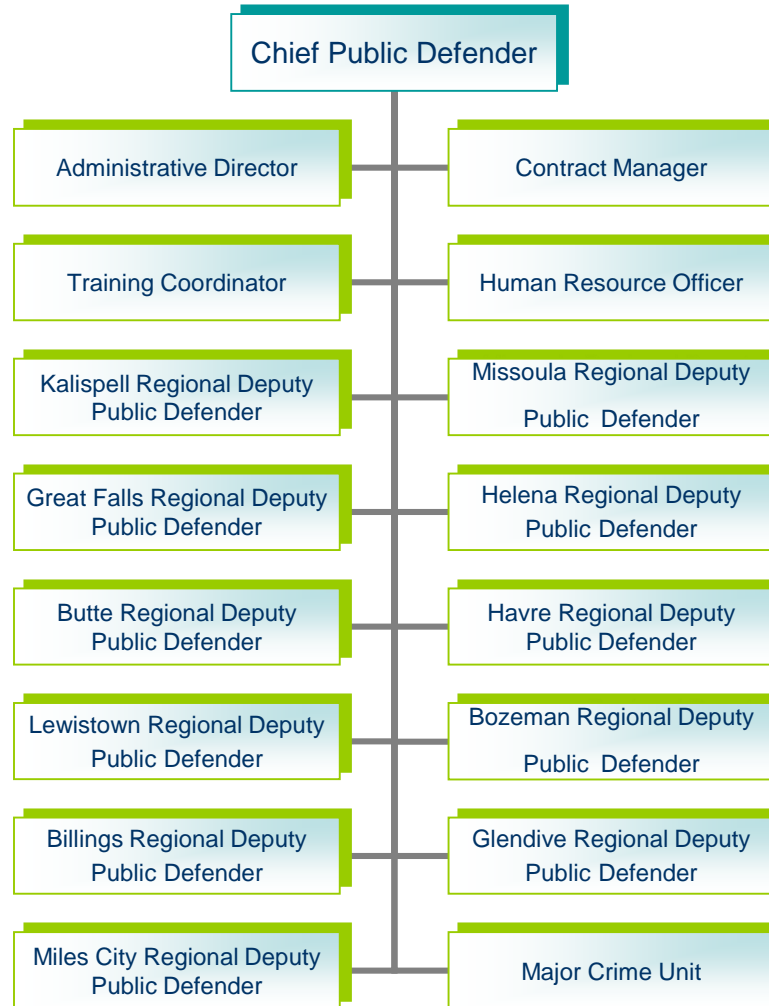 Chief Public Defender
Administrative Director
Contract Manager
Training Coordinator
Human Resource Officer
Kalispell Regional Deputy
Public Defender
Missoula Regional Deputy
Public Defender
Great Falls Regional Deputy
Public Defender
Helena Regional Deputy
Public Defender
Butte Regional Deputy
Public Defender
Havre Regional Deputy
Public Defender
Lewistown Regional Deputy
Public Defender
Bozeman Regional Deputy
Public Defender
Billings Regional Deputy
Public Defender
Glendive Regional Deputy
Public Defender
Miles City Regional Deputy
Public Defender
Major Crime Unit